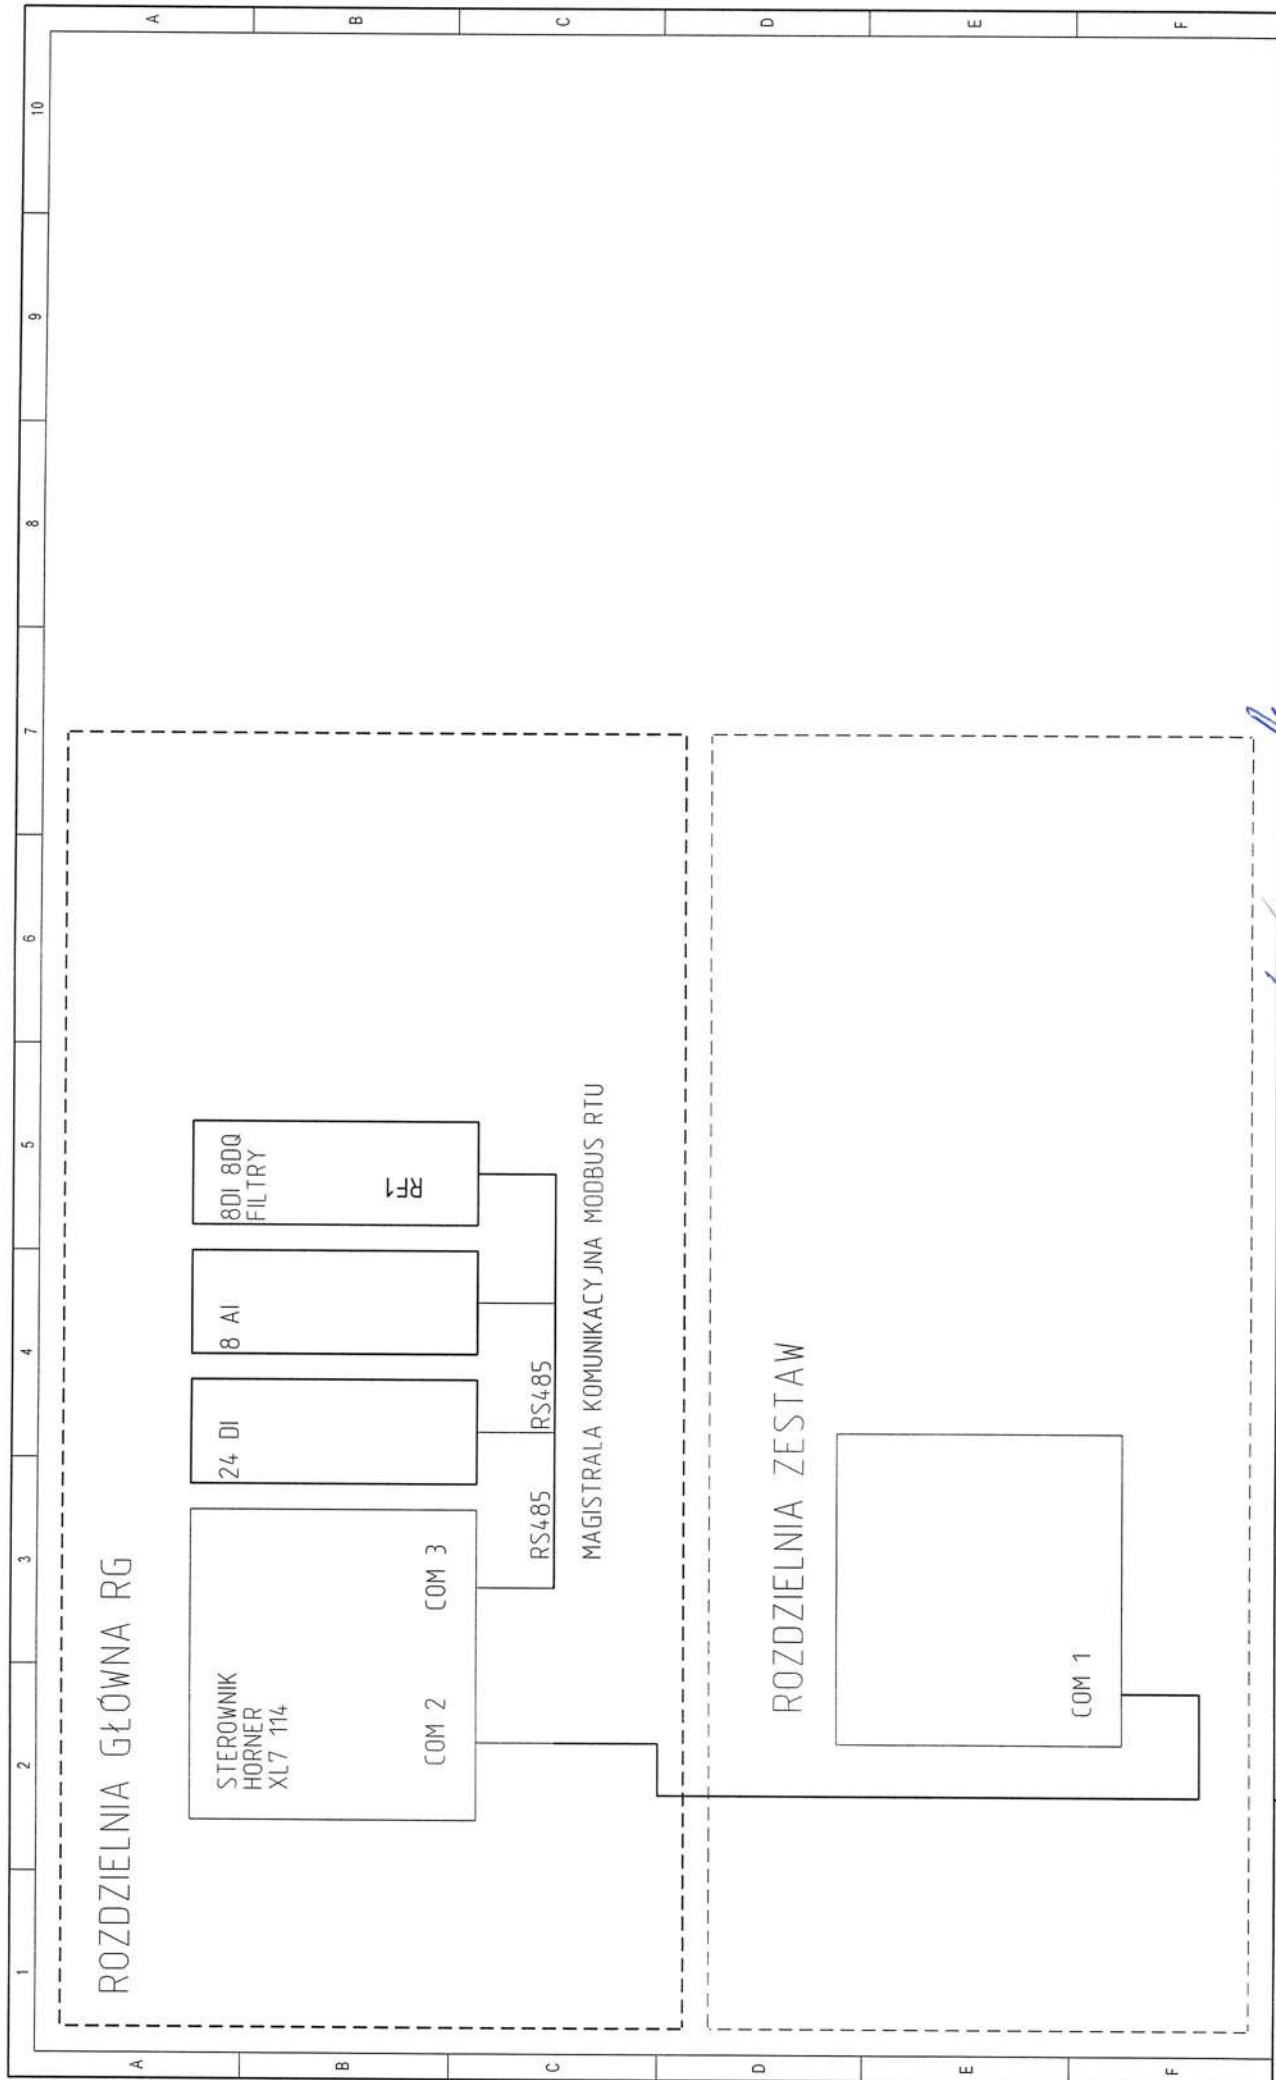 1 2 3 4 5 6 7 8 9 10
A
B
C
D
E
F
A
B
C
D
E
F
ROZDZIELNIA GŁÓWNA RG
STEROWNIK
HORNER
XL7 114
COM 2
COM 3
24 DI
8 AI
8DI 8DQ
FILTRY
RF1
RS485
RS485
MAGISTRALA KOMUNIKACYJNA MODBUS RTU
ROZDZIELNIA ZESTAW
COM 1